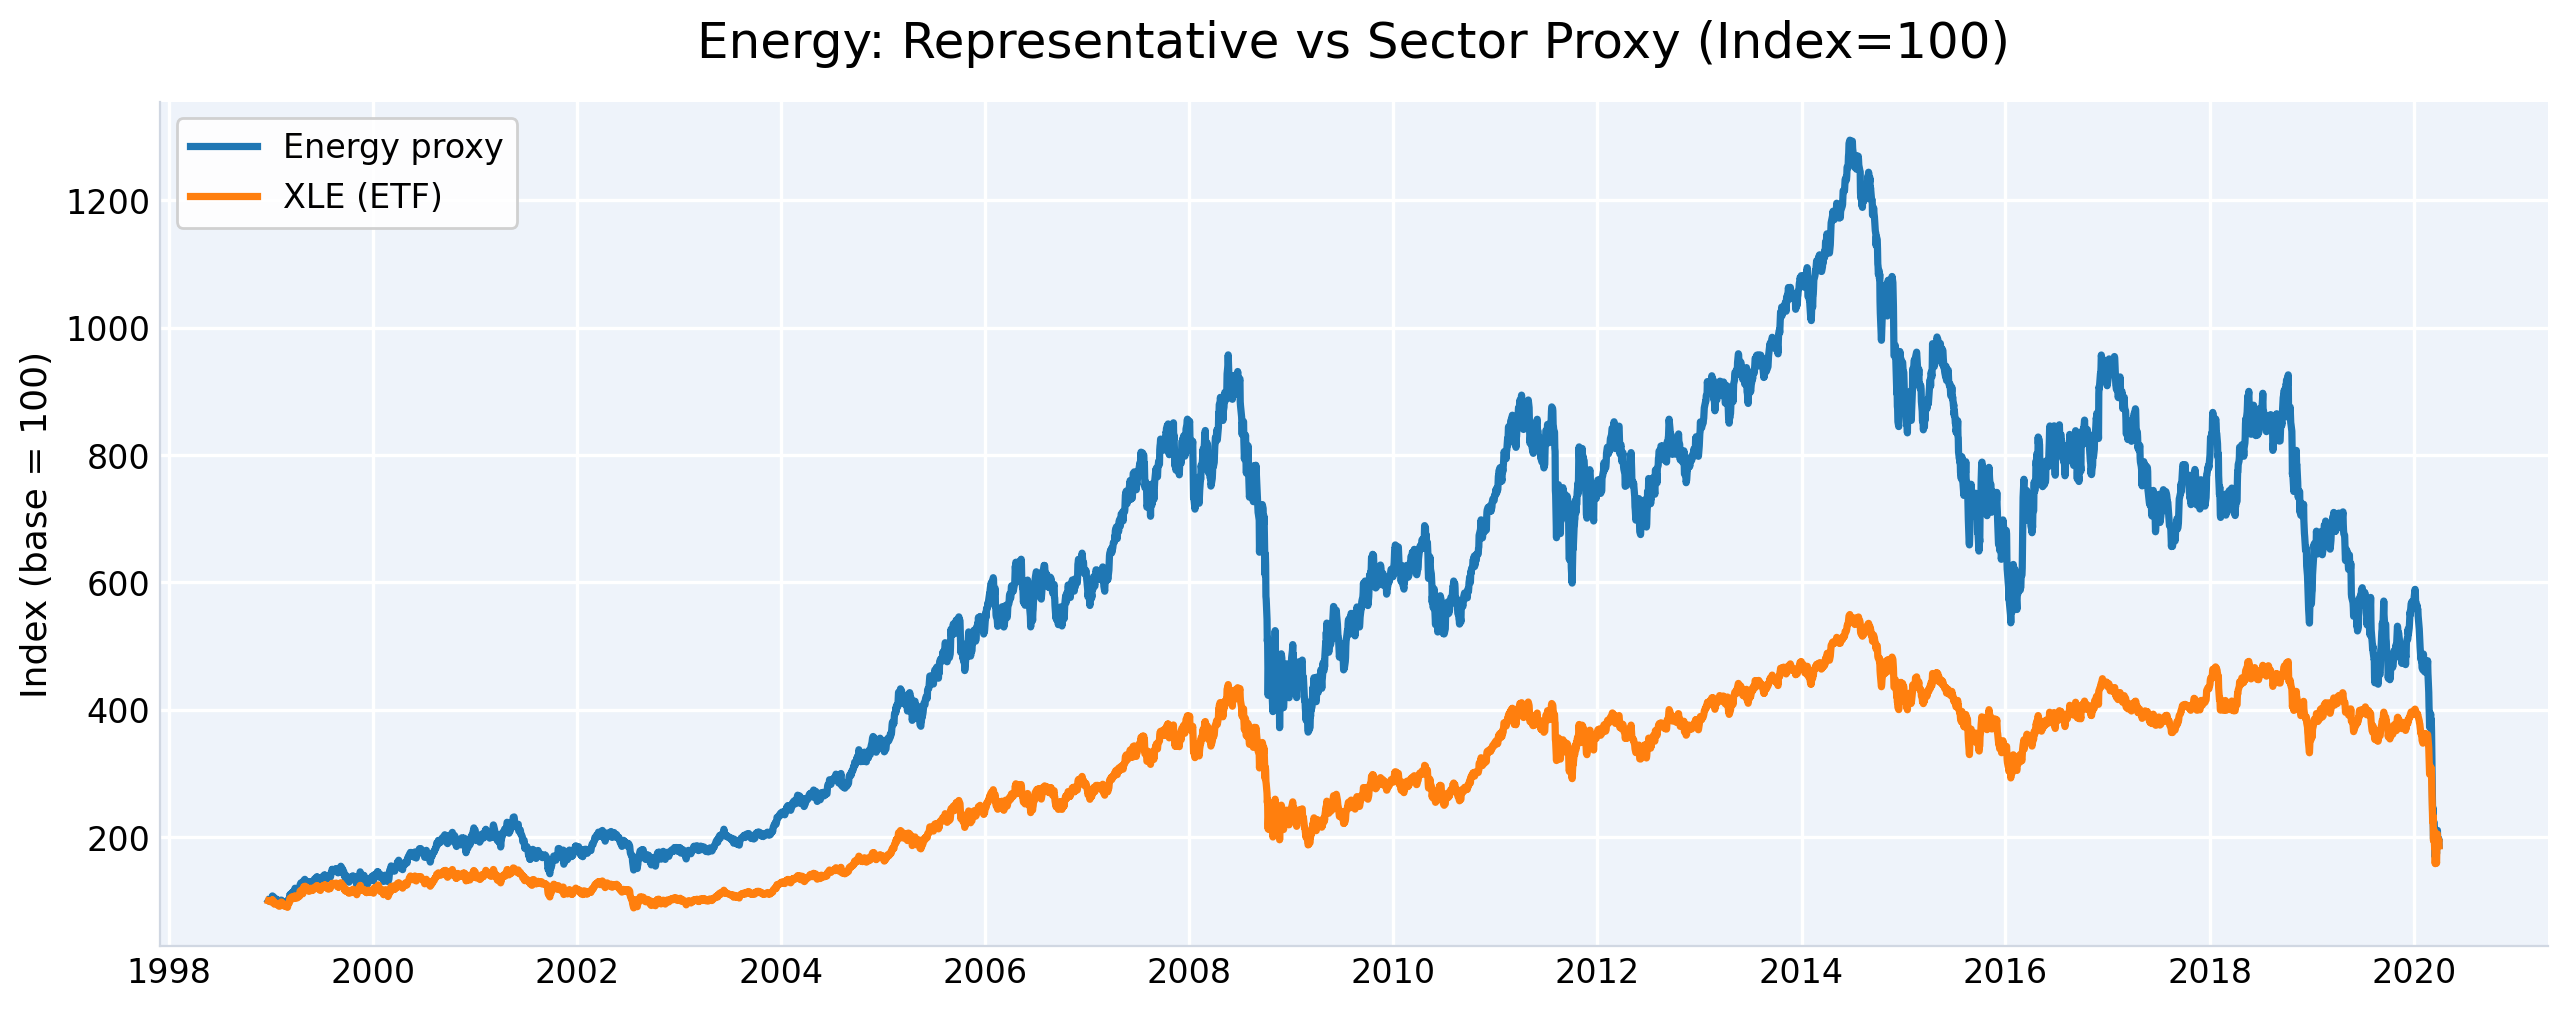 Energy: Representative vs Sector Proxy (Index=100)
Energy proxy
XLE (ETF)
Index (base = 100)
1200
1000
800
600
400
200
1998 2000 2002 2004 2006 2008 2010 2012 2014 2016 2018 2020